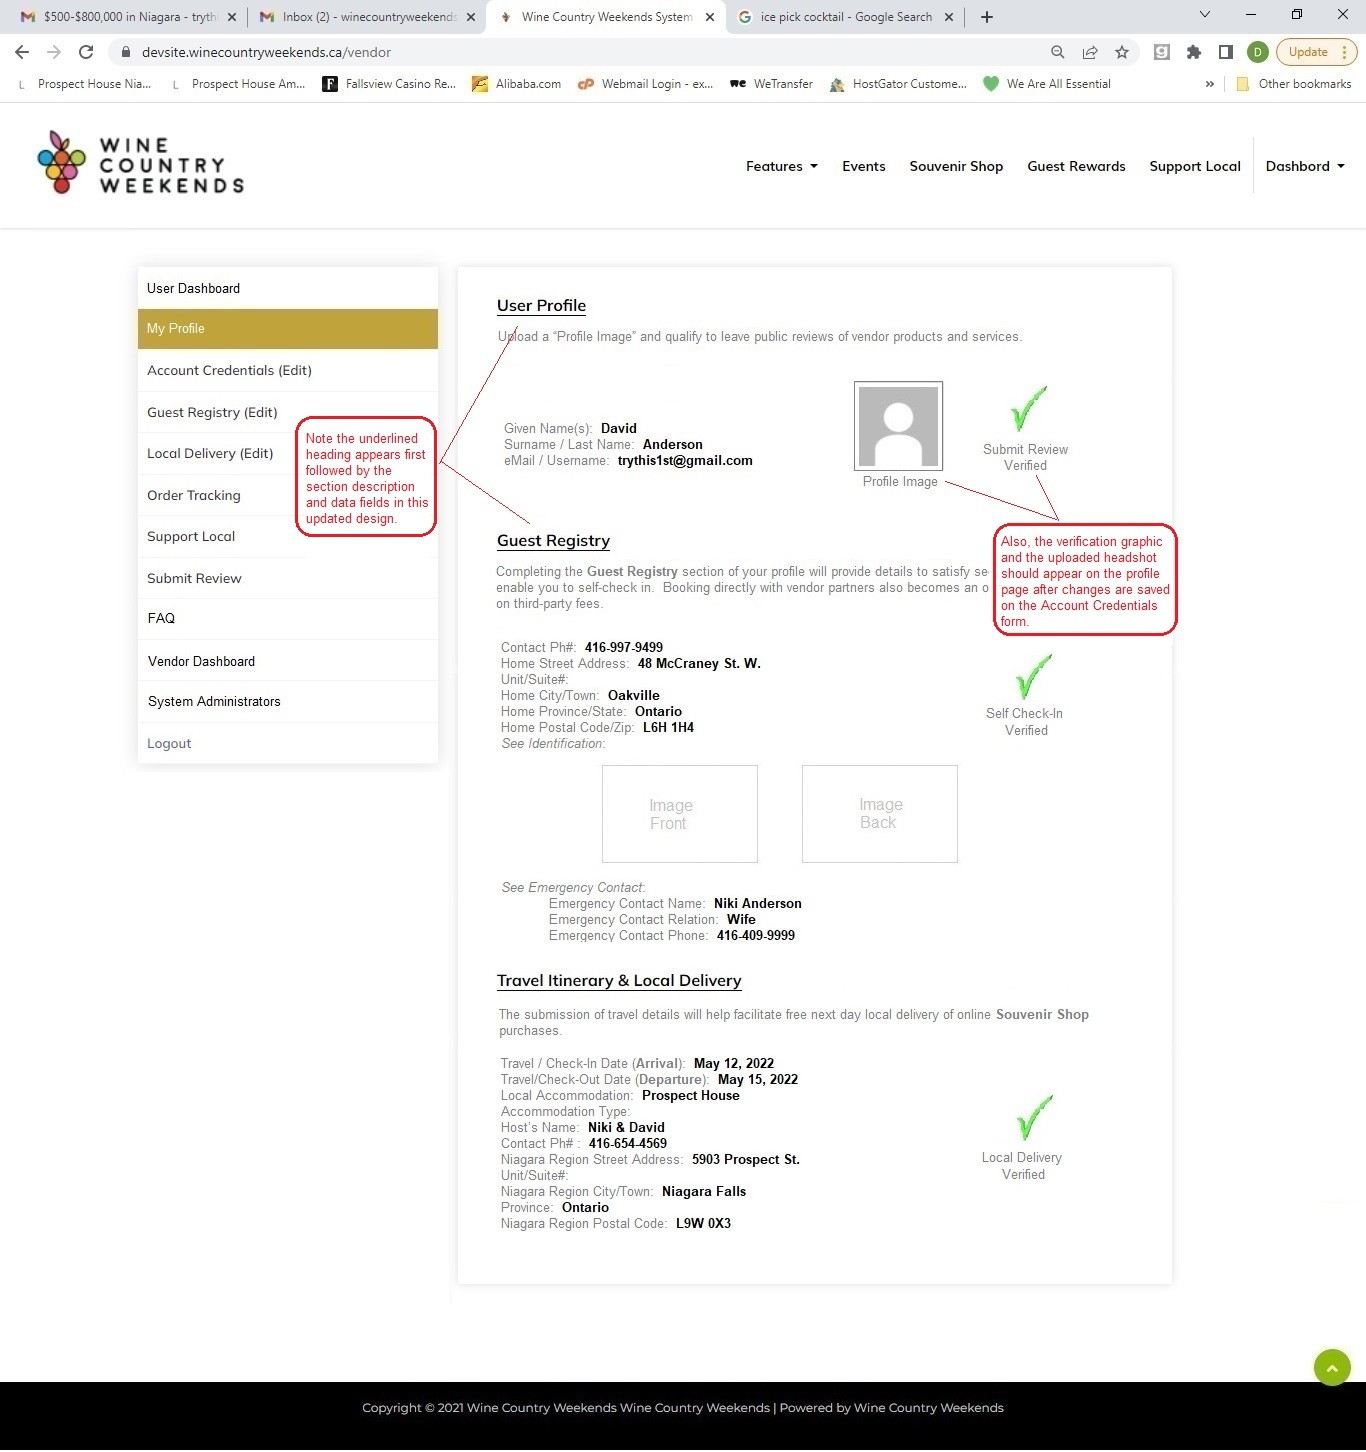 $500-$800,000 in Niagara - tryth
Inbox (2) - winecountryweekends
Wine Country Weekends System
ice pick cocktail - Google Search
devsite.winecountryweekends.ca/vendor
D
Update
Prospect House Nia...
Prospect House Am...
Fallsview Casino Re...
Alibaba.com
Webmail Login - ex...
WeTransfer
HostGator Custome...
We Are All Essential
Other bookmarks
WINE
COUNTRY
WEEKENDS
Features
Events
Souvenir Shop
Guest Rewards
Support Local
Dashbord
User Dashboard
My Profile
Account Credentials (Edit)
Guest Registry (Edit)
Local Delivery (Edit)
Order Tracking
Support Local
Submit Review
FAQ
Vendor Dashboard
System Administrators
Logout
Note the underlined
heading appears first
followed by the
section description
and data fields in this
updated design.
User Profile
Upload a “Profile Image” and qualify to leave public reviews of vendor products and services.
Given Name(s): David
Surname / Last Name: Anderson
eMail / Username: trythis1st@gmail.com
Profile Image
Submit Review
Verified
Guest Registry
Completing the Guest Registry section of your profile will provide details to satisfy se
enable you to self-check in. Booking directly with vendor partners also becomes an o
on third-party fees.
Also, the verification graphic
and the uploaded headshot
should appear on the profile
page after changes are saved
on the Account Credentials
form.
Contact Ph#: 416-997-9499
Home Street Address: 48 McCraney St. W.
Unit/Suite#:
Home City/Town: Oakville
Home Province/State: Ontario
Home Postal Code/Zip: L6H 1H4
See Identification:
Self Check-In
Verified
Image
Front
Image
Back
See Emergency Contact:
Emergency Contact Name: Niki Anderson
Emergency Contact Relation: Wife
Emergency Contact Phone: 416-409-9999
Travel Itinerary & Local Delivery
The submission of travel details will help facilitate free next day local delivery of online Souvenir Shop
purchases.
Travel / Check-In Date (Arrival): May 12, 2022
Travel/Check-Out Date (Departure): May 15, 2022
Local Accommodation: Prospect House
Accommodation Type:
Host's Name: Niki & David
Contact Ph# : 416-654-4569
Niagara Region Street Address: 5903 Prospect St.
Unit/Suite#:
Niagara Region City/Town: Niagara Falls
Province: Ontario
Niagara Region Postal Code: L9W 0X3
Local Delivery
Verified
Copyright © 2021 Wine Country Weekends Wine Country Weekends | Powered by Wine Country Weekends